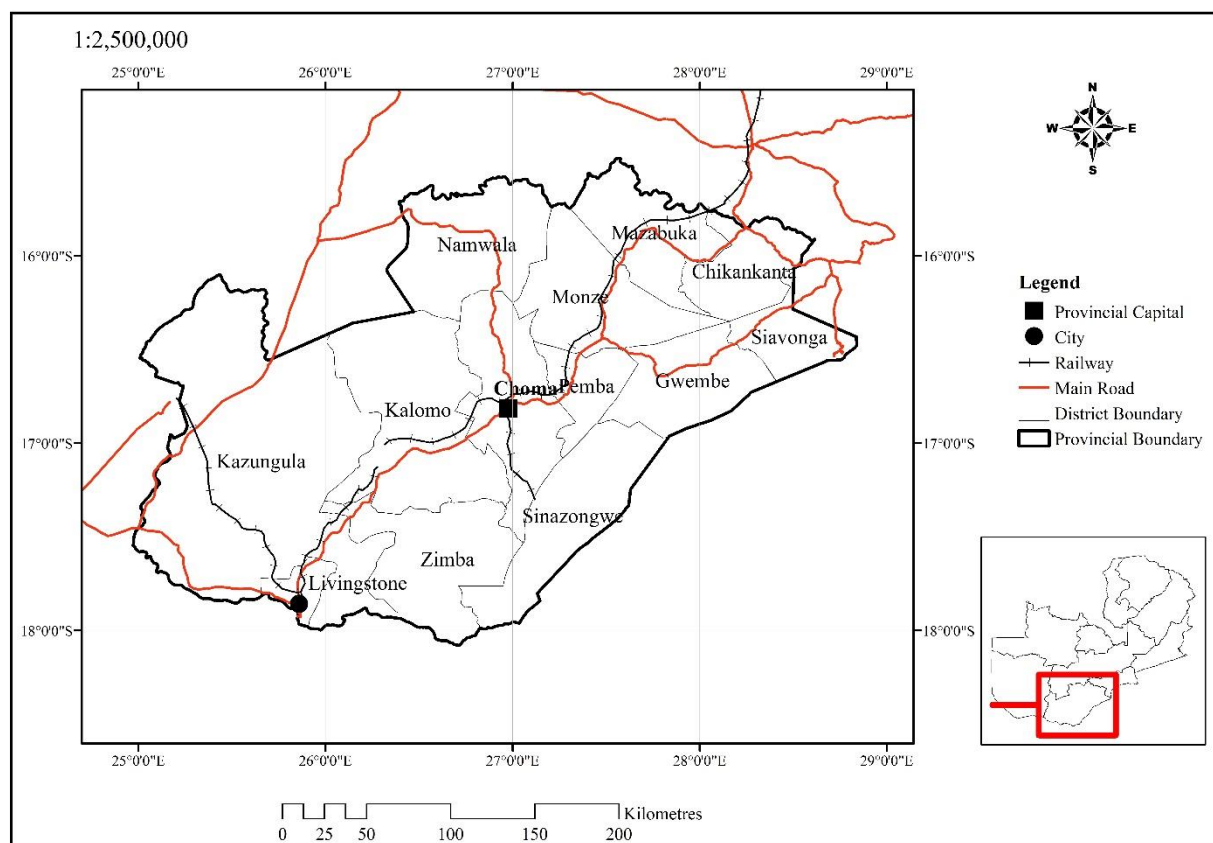 1:2,500,000
25°0'0"E 26°0'0"E 27°0'0"E 28°0'0"E 29°0'0"E
N
W E
S
16°0'0"S 16°0'0"S
17°0'0"S 17°0'0"S
18°0'0"S 18°0'0"S
Namwala
Mazabuka
Chikankanta
Monze
Siavonga
Gwembe
Choma
Pemba
Kalomo
Kazungula
Sinazongwe
Zimba
Livingstone
Legend
Provincial Capital
City
Railway
Main Road
District Boundary
Provincial Boundary
25°0'0"E 26°0'0"E 27°0'0"E 28°0'0"E 29°0'0"E
Kilometres
0 25 50 100 150 200